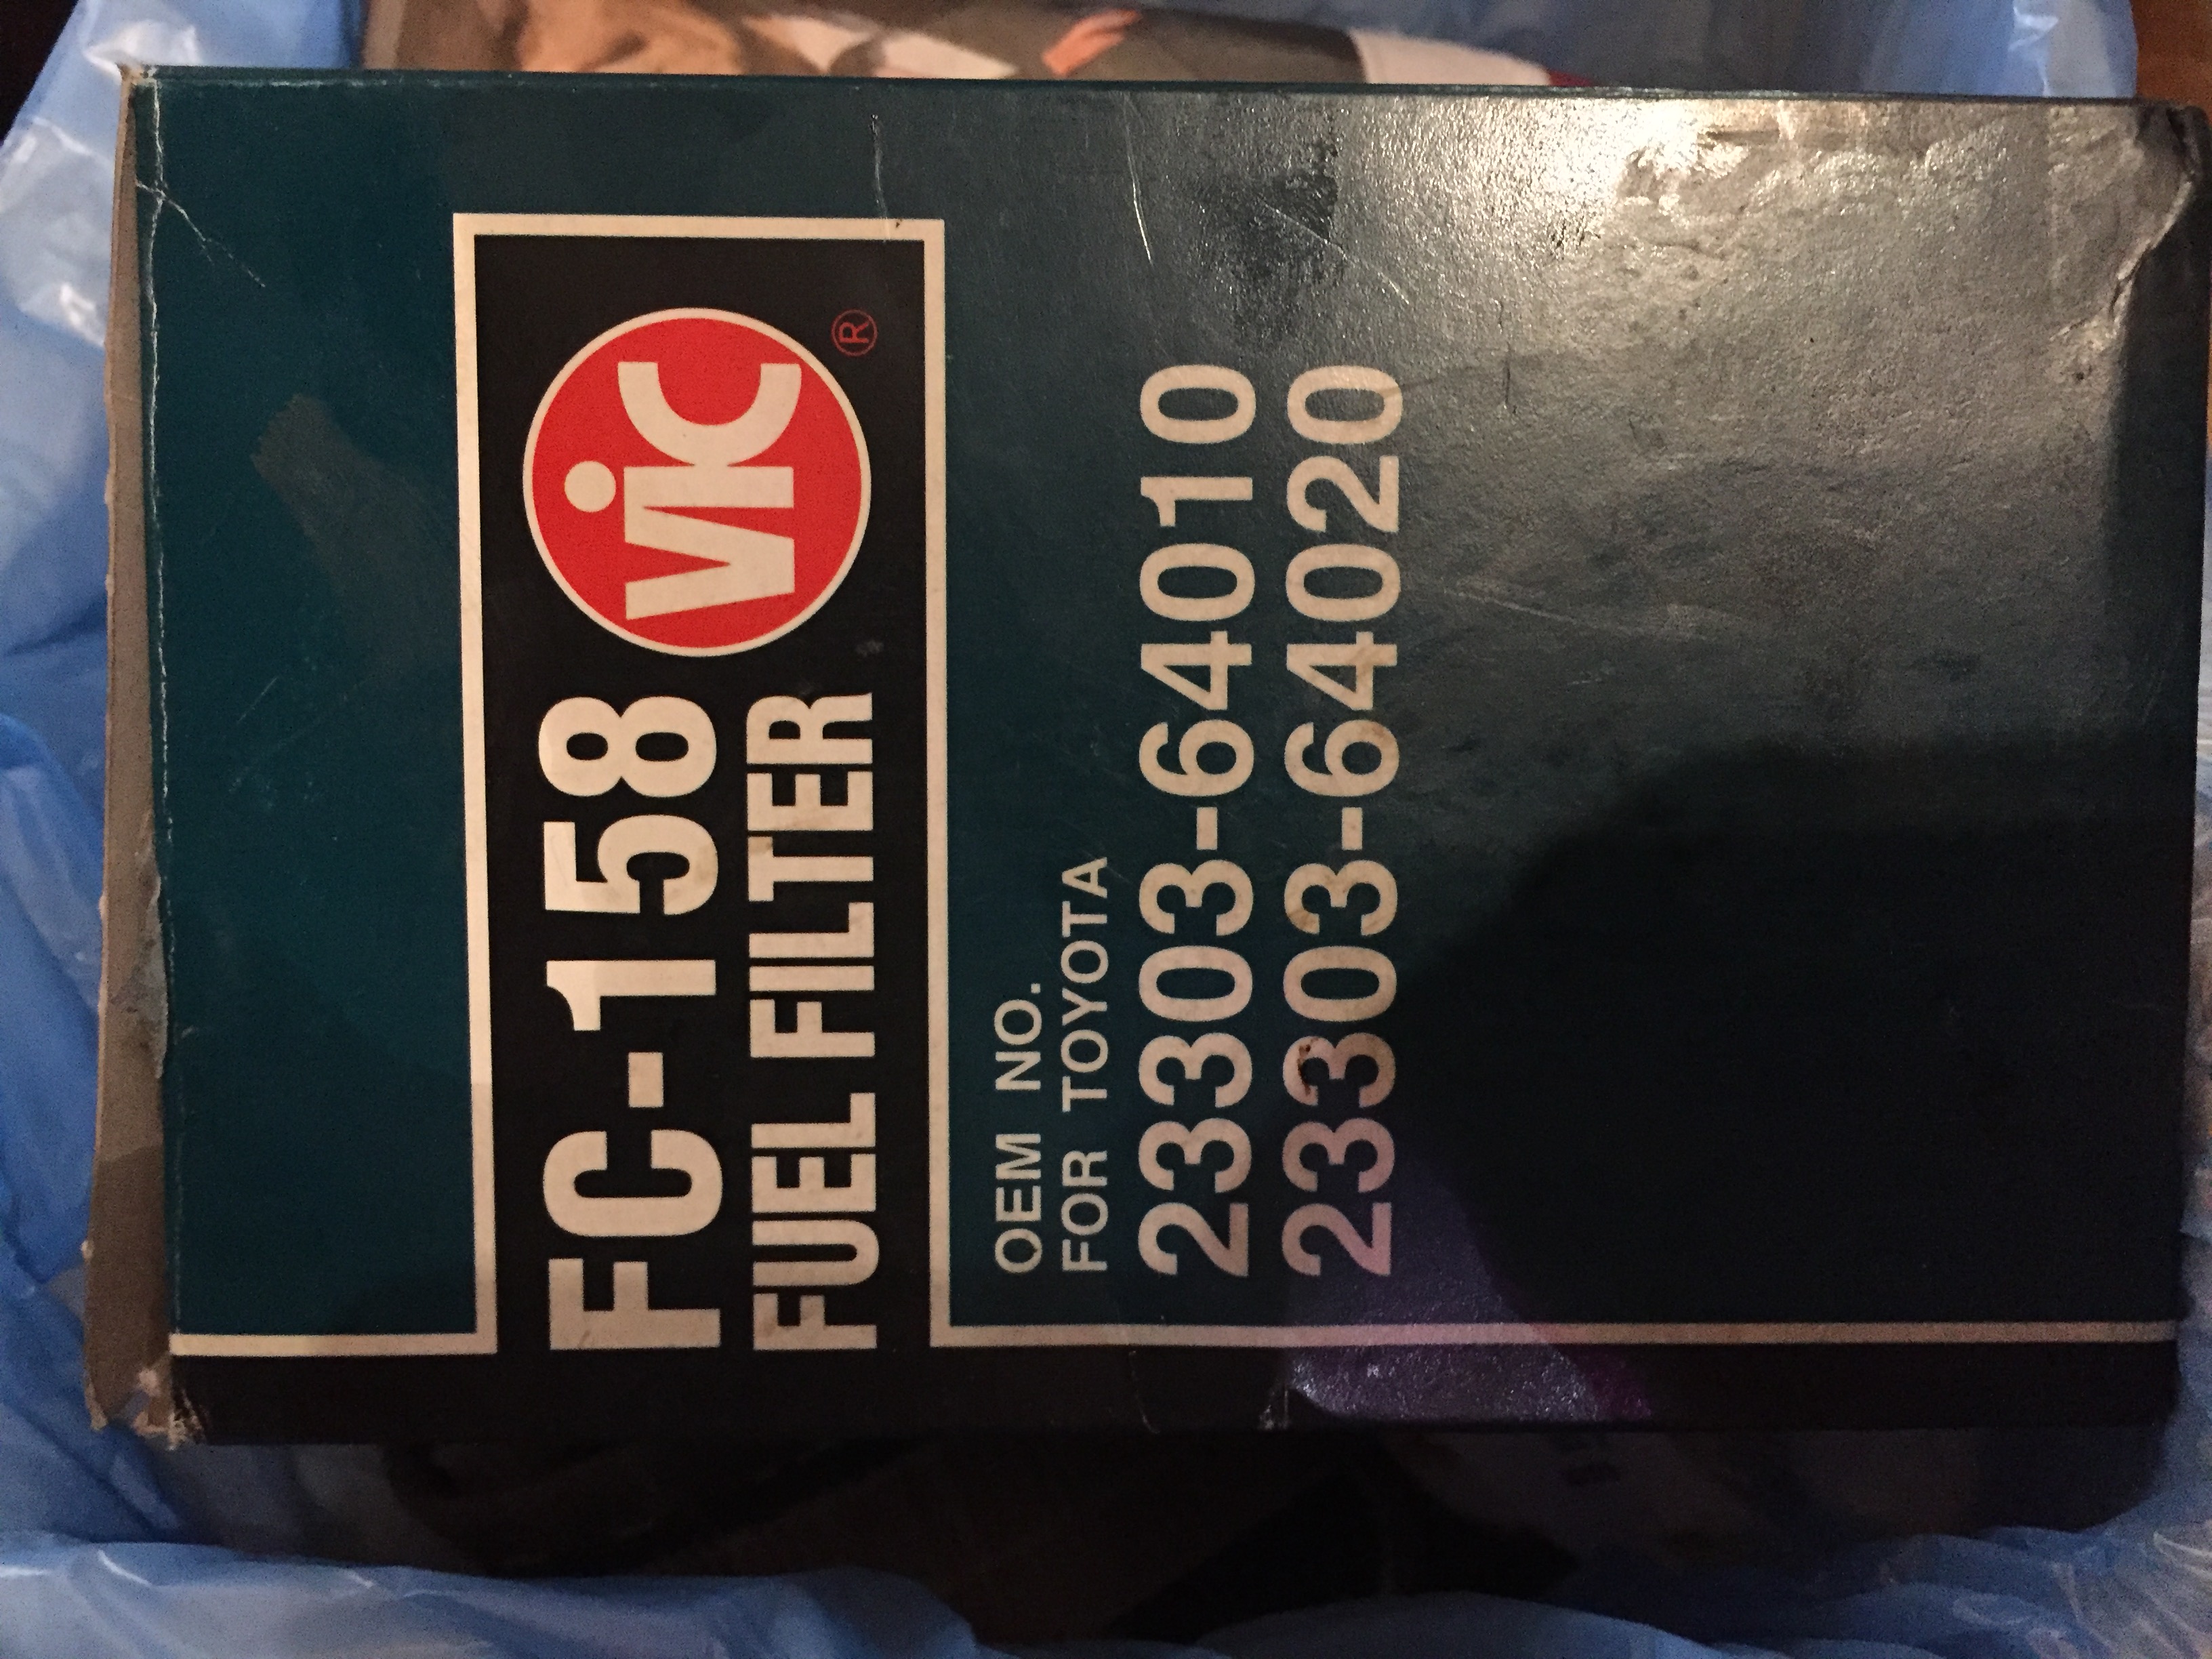 FC-158
FUEL FILTER
vic ®
OEM NO.
FOR TOYOTA
23303-64010
23303-64020